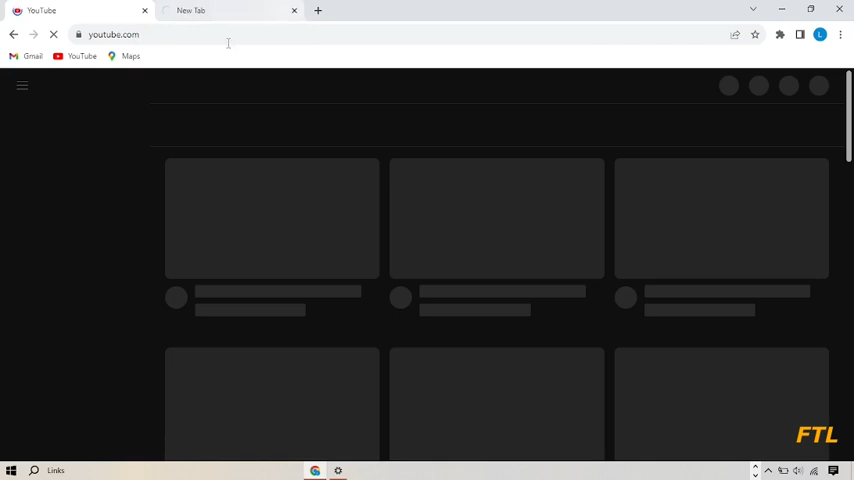 YouTube
New Tab
youtube.com
Gmail YouTube Maps
FTL
Links
L